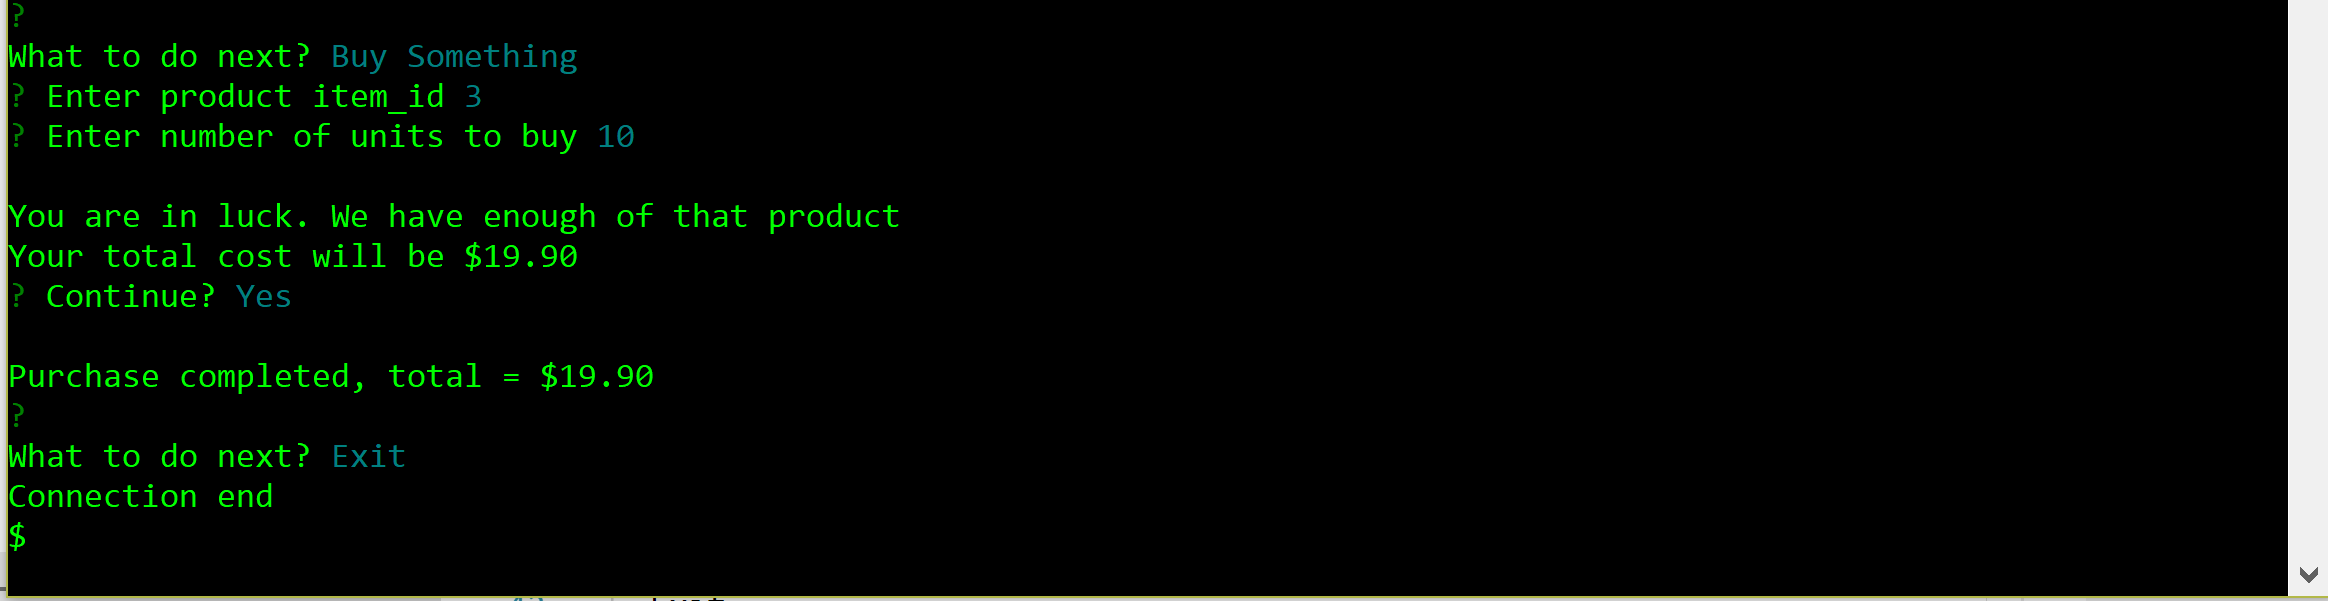 ?
What to do next? Buy Something
? Enter product item_id 3
? Enter number of units to buy 10
You are in luck. We have enough of that product
Your total cost will be $19.90
? Continue? Yes
Purchase completed, total = $19.90
?
What to do next? Exit
Connection end
$